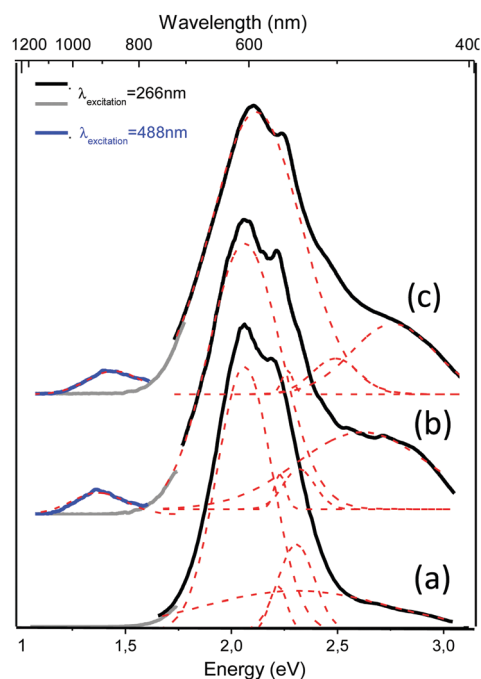 Wavelength (nm)
1200 1000 800 600 400
λexcitation=266nm
λexcitation=488nm
(c)
(b)
(a)
1 1,5 2,0 2,5 3,0
Energy (eV)